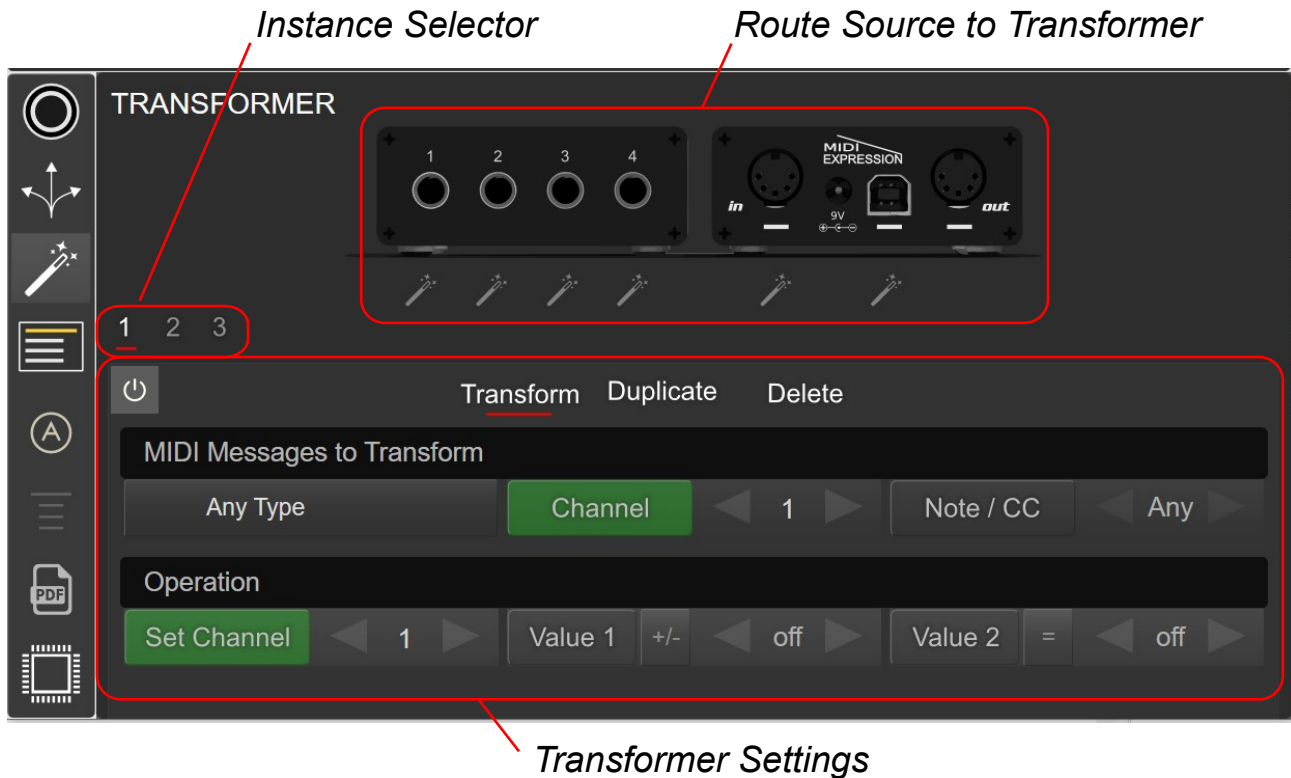 Instance Selector
Route Source to Transformer
TRANSFORMER
1 2 3 4
MIDI
EXPRESSION
in
9V
out
1 2 3
Transform Duplicate Delete
A
MIDI Messages to Transform
Any Type Channel 1 Note / CC Any
Operation
PDF
Set Channel 1 Value 1 +/- off Value 2 = off
Transformer Settings